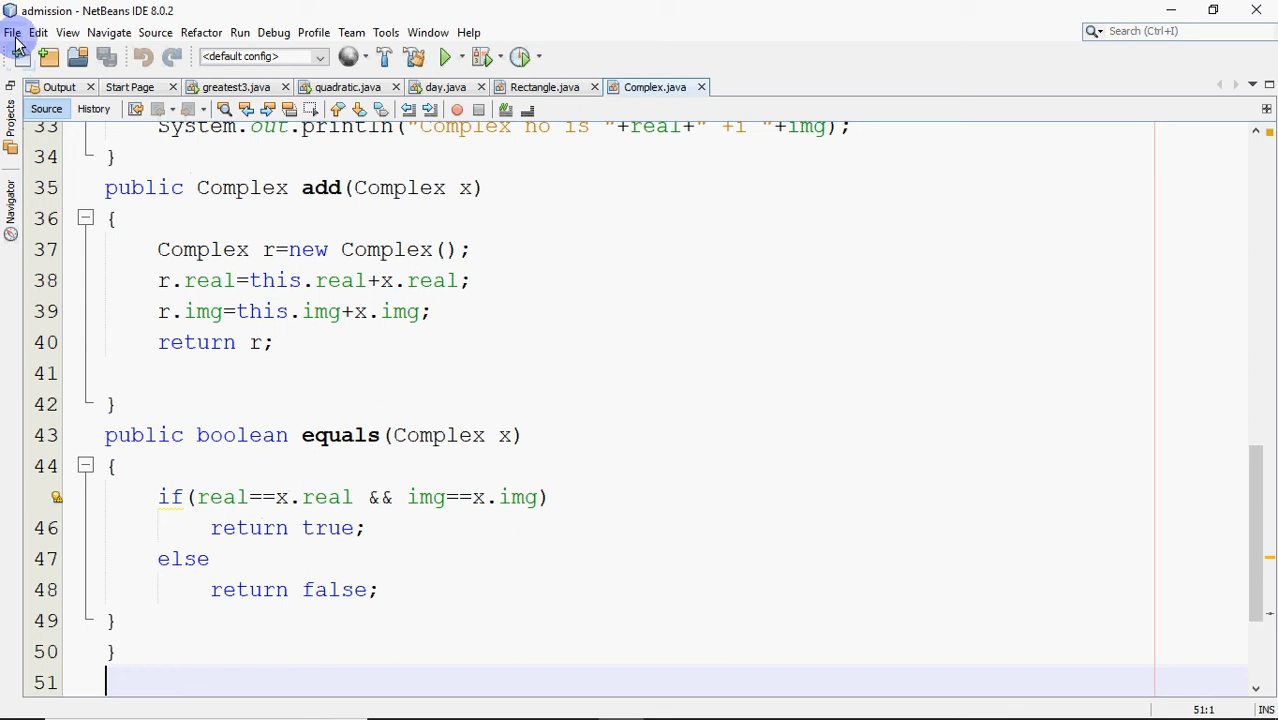 admission - NetBeans IDE 8.0.2
File Edit View Navigate Source Refactor Run Debug Profile Team Tools Window Help
Search (Ctrl+I)
<default config>
Output Start Page greatest3.java quadratic.java day.java Rectangle.java Complex.java
Source History
Projects
Navigator
33 System.out.println("Complex no is "+real+" +i "+img);
34 }
35 public Complex add(Complex x)
36 {
37 Complex r=new Complex();
38 r.real=this.real+x.real;
39 r.img=this.img+x.img;
40 return r;
41
42 }
43 public boolean equals(Complex x)
44 {
if(real==x.real && img==x.img)
46 return true;
47 else
48 return false;
49 }
50 }
51
51:1 INS